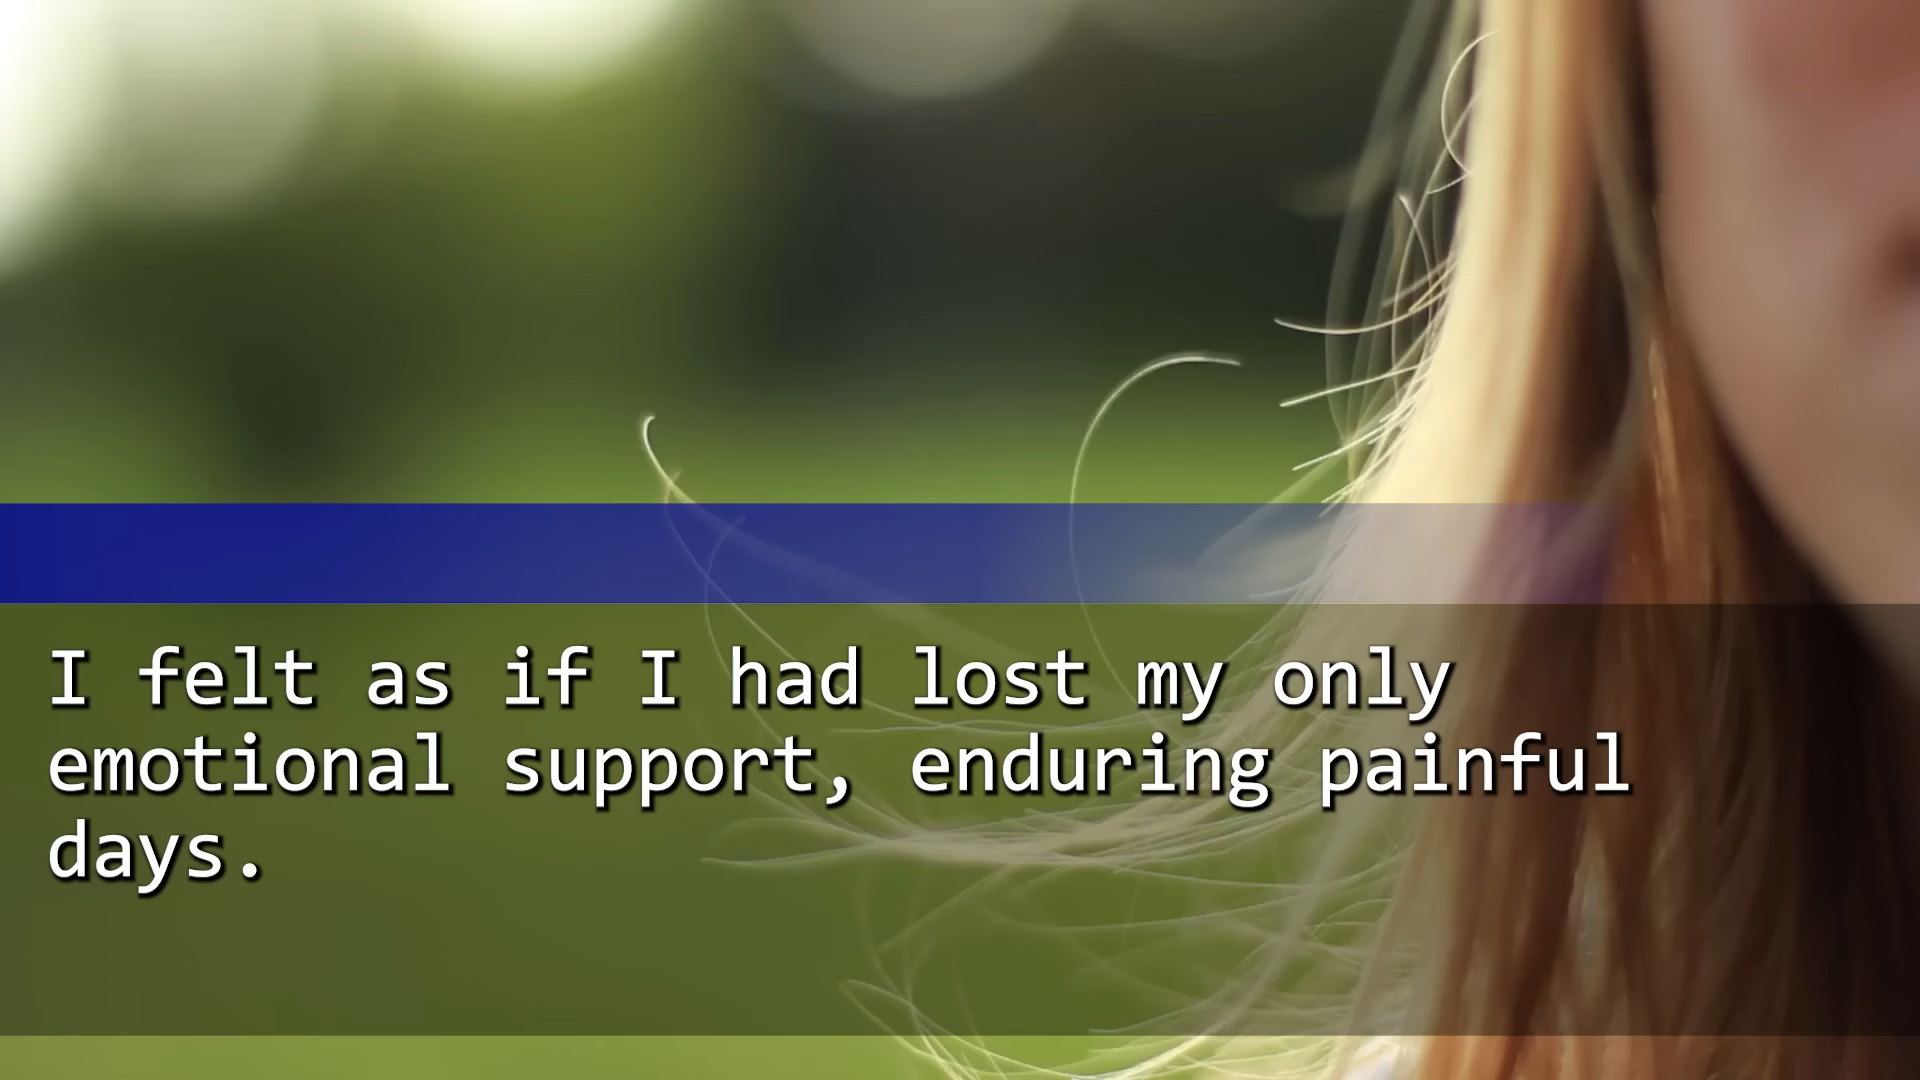 I felt as if I had lost my only
emotional support, enduring painful
days.